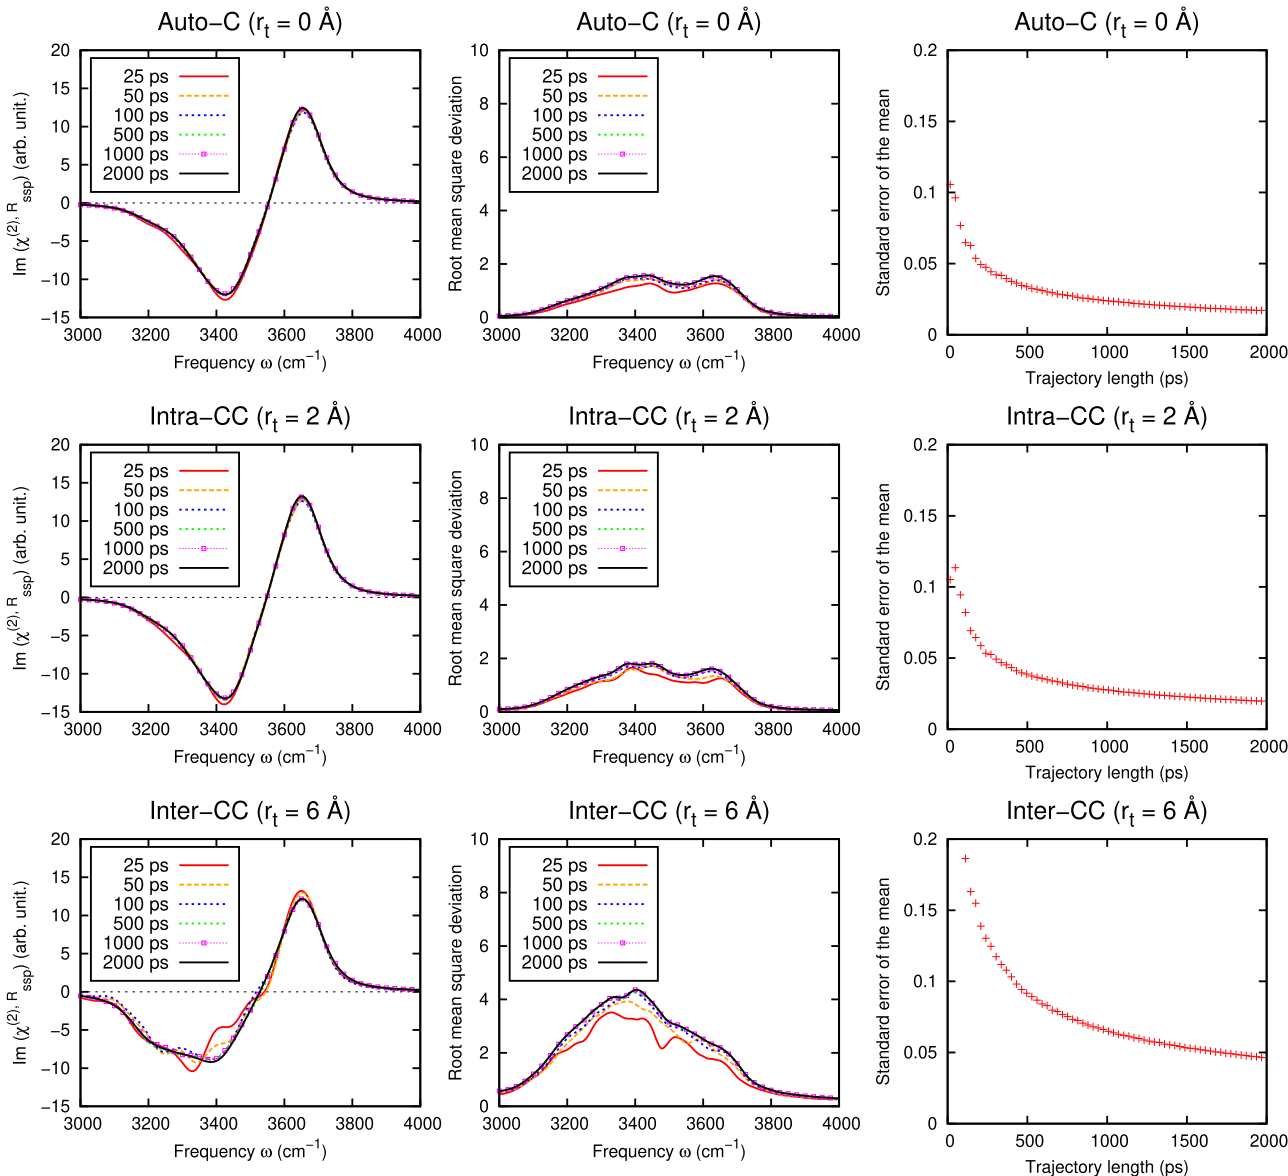 Auto−C (rt = 0 Å)
Im (χ(2), R ssp) (arb. unit.)
20
15
10
5
0
−5
−10
−15
25 ps
50 ps
100 ps
500 ps
1000 ps
2000 ps
3000 3200 3400 3600 3800 4000
Frequency ω (cm−1)
Auto−C (rt = 0 Å)
Root mean square deviation
10
8
6
4
2
0
25 ps
50 ps
100 ps
500 ps
1000 ps
2000 ps
3000 3200 3400 3600 3800 4000
Frequency ω (cm−1)
Auto−C (rt = 0 Å)
Standard error of the mean
0.2
0.15
0.1
0.05
0
0 500 1000 1500 2000
Trajectory length (ps)
Intra−CC (rt = 2 Å)
Im (χ(2), R ssp) (arb. unit.)
20
15
10
5
0
−5
−10
−15
25 ps
50 ps
100 ps
500 ps
1000 ps
2000 ps
3000 3200 3400 3600 3800 4000
Frequency ω (cm−1)
Intra−CC (rt = 2 Å)
Root mean square deviation
10
8
6
4
2
0
25 ps
50 ps
100 ps
500 ps
1000 ps
2000 ps
3000 3200 3400 3600 3800 4000
Frequency ω (cm−1)
Intra−CC (rt = 2 Å)
Standard error of the mean
0.2
0.15
0.1
0.05
0
0 500 1000 1500 2000
Trajectory length (ps)
Inter−CC (rt = 6 Å)
Im (χ(2), R ssp) (arb. unit.)
20
15
10
5
0
−5
−10
−15
25 ps
50 ps
100 ps
500 ps
1000 ps
2000 ps
3000 3200 3400 3600 3800 4000
Frequency ω (cm−1)
Inter−CC (rt = 6 Å)
Root mean square deviation
10
8
6
4
2
0
25 ps
50 ps
100 ps
500 ps
1000 ps
2000 ps
3000 3200 3400 3600 3800 4000
Frequency ω (cm−1)
Inter−CC (rt = 6 Å)
Standard error of the mean
0.2
0.15
0.1
0.05
0
0 500 1000 1500 2000
Trajectory length (ps)